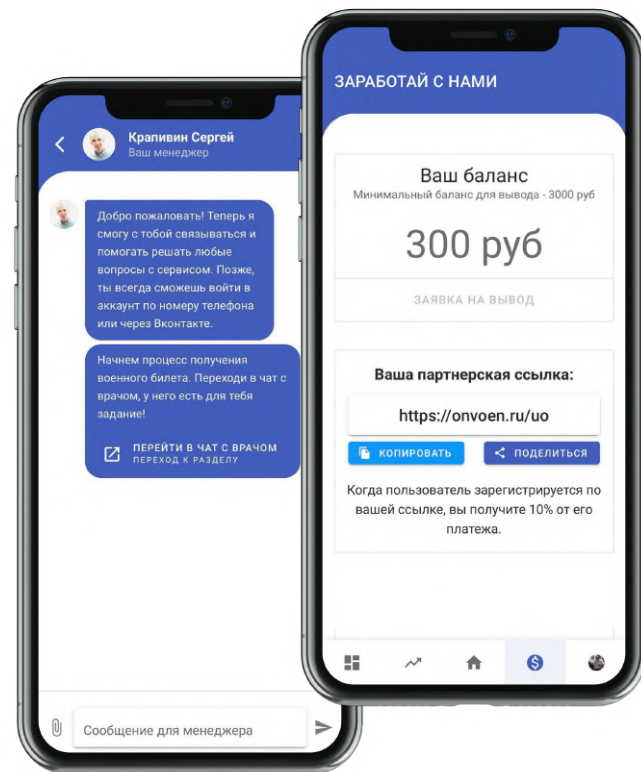 Крапивин Сергей
Ваш менеджер
Добро пожаловать! Теперь я
смогу с тобой связываться и
помогать решать любые
вопросы с сервисом. Позже,
ты всегда сможешь войти в
аккаунт по номеру телефона
или через Вконтакте.
Начнем процесс получения
военного билета. Переходи в чат с
врачом, у него есть для тебя
задание!
ПЕРЕЙТИ В ЧАТ С ВРАЧОМ
ПЕРЕХОД К РАЗДЕЛУ
Сообщение для менеджера
ЗАРАБОТАЙ С НАМИ
Ваш баланс
Минимальный баланс для вывода - 3000 руб
300 руб
ЗАЯВКА НА ВЫВОД
Ваша партнерская ссылка:
https://onvoen.ru/uo
КОПИРОВАТЬ
ПОДЕЛИТЬСЯ
Когда пользователь зарегистрируется по
вашей ссылке, вы получите 10% от его
платежа.